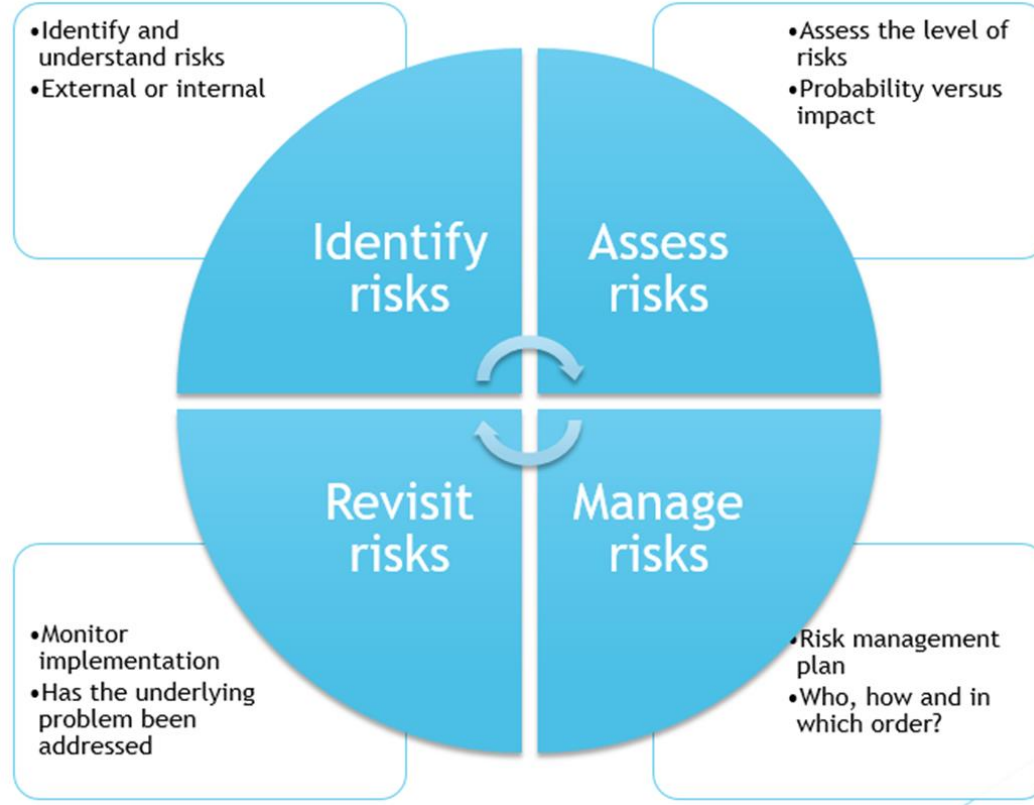 •Identify and
understand risks
•External or internal
•Assess the level of
risks
•Probability versus
impact
Identify
risks
Assess
risks
Revisit
risks
Manage
risks
•Monitor
implementation
•Has the underlying
problem been
addressed
•Risk management
plan
•Who, how and in
which order?